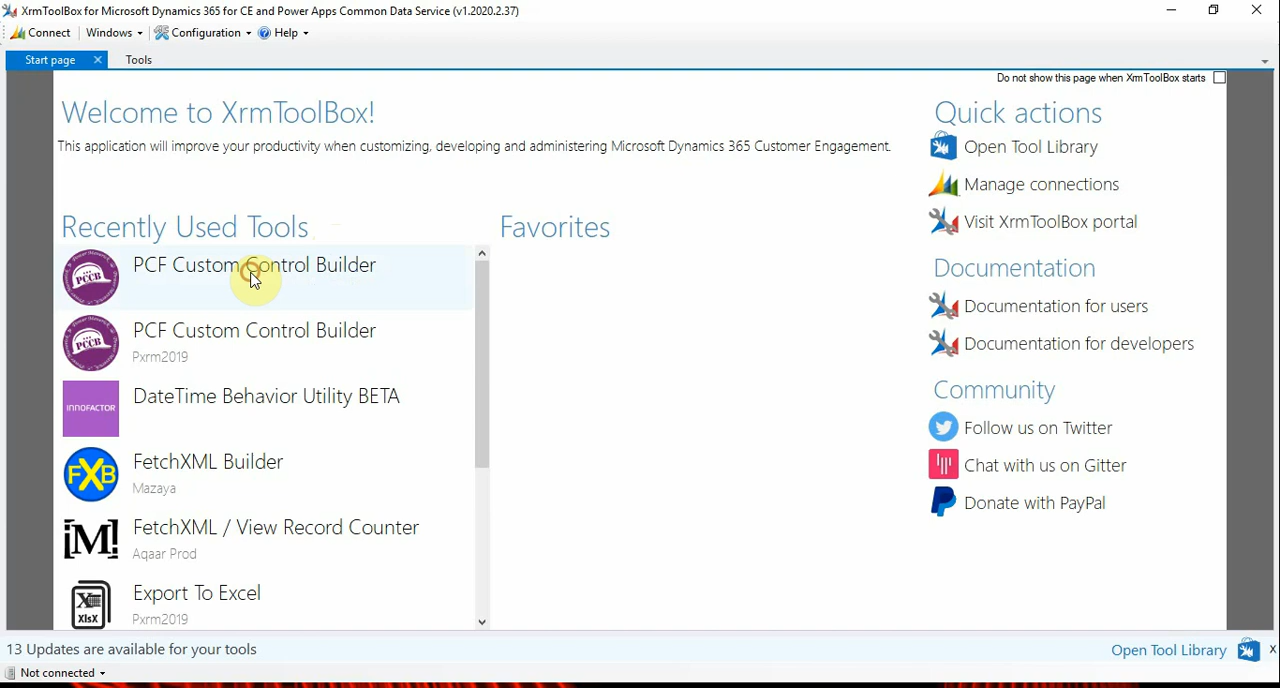 XrmToolBox for Microsoft Dynamics 365 for CE and Power Apps Common Data Service (v1.2020.2.37)
Connect Windows Configuration Help
Start page Tools
Do not show this page when XrmToolBox starts
Welcome to XrmToolBox!
This application will improve your productivity when customizing, developing and administering Microsoft Dynamics 365 Customer Engagement.
Recently Used Tools
PCCB
PCF Custom Control Builder
PCCB
PCF Custom Control Builder
Pxrm2019
INNOFACTOR
DateTime Behavior Utility BETA
FXB
FetchXML Builder
Mazaya
[M!
FetchXML / View Record Counter
Aqaar Prod
XlsX
Export To Excel
Pxrm2019
Favorites
Quick actions
Open Tool Library
Manage connections
Visit XrmToolBox portal
Documentation
Documentation for users
Documentation for developers
Community
Follow us on Twitter
Chat with us on Gitter
Donate with PayPal
13 Updates are available for your tools
Open Tool Library
Not connected